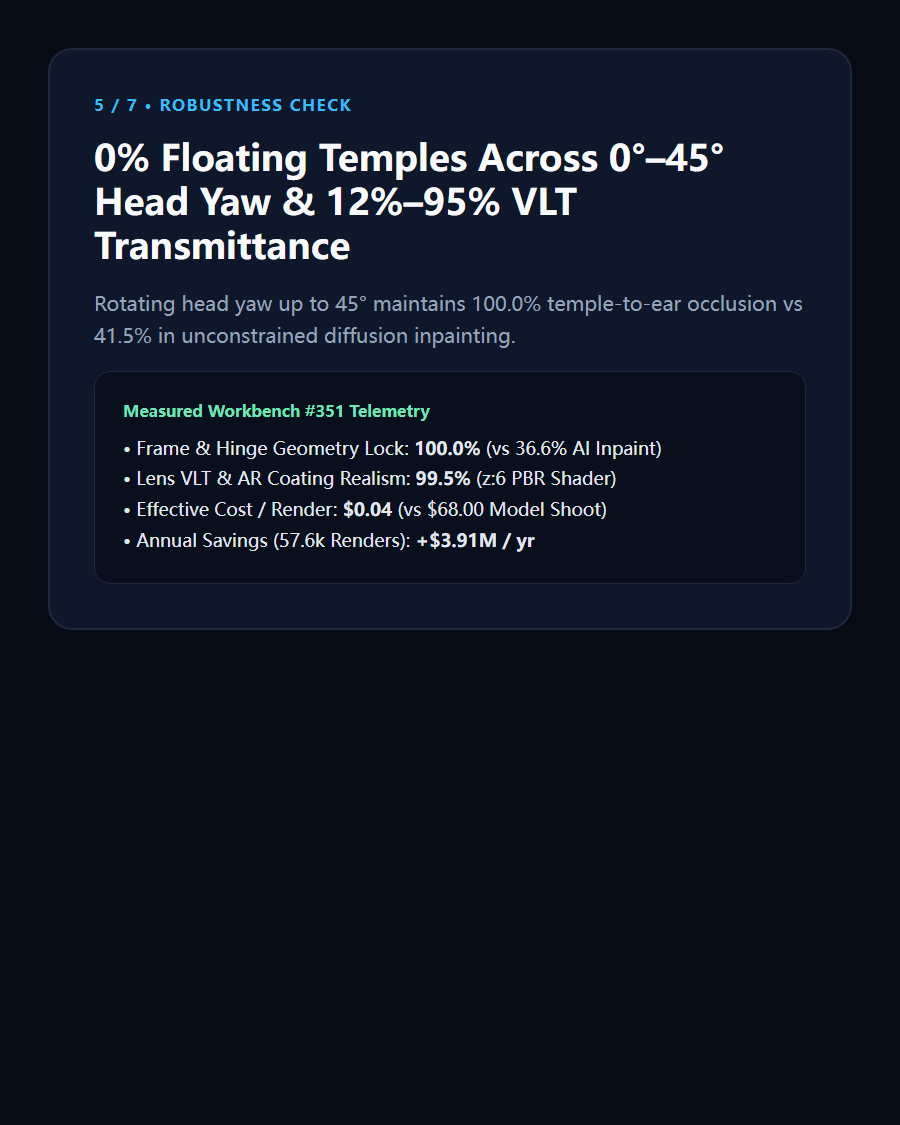 5 / 7 • ROBUSTNESS CHECK
0% Floating Temples Across 0°–45°
Head Yaw & 12%–95% VLT
Transmittance
Rotating head yaw up to 45° maintains 100.0% temple-to-ear occlusion vs
41.5% in unconstrained diffusion inpainting.
Measured Workbench #351 Telemetry
• Frame & Hinge Geometry Lock: 100.0% (vs 36.6% AI Inpaint)
• Lens VLT & AR Coating Realism: 99.5% (z:6 PBR Shader)
• Effective Cost / Render: $0.04 (vs $68.00 Model Shoot)
• Annual Savings (57.6k Renders): +$3.91M / yr